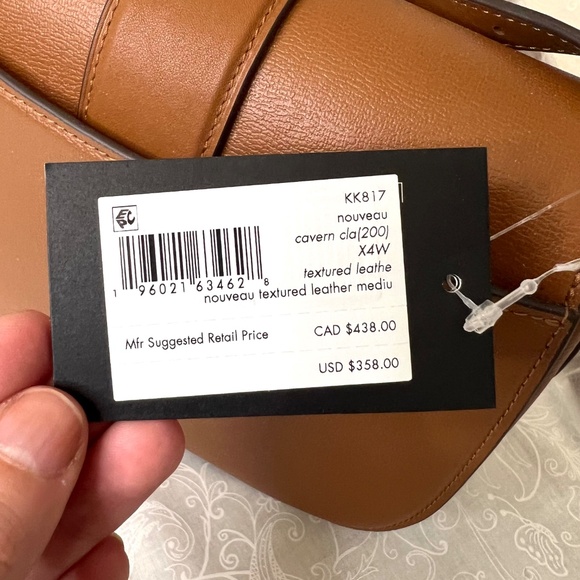 EPC
KK817
nouveau
cavern cla(200)
X4W
textured leathe
1 96021 63462 8
nouveau textured leather mediu
Mfr Suggested Retail Price CAD $438.00
USD $358.00